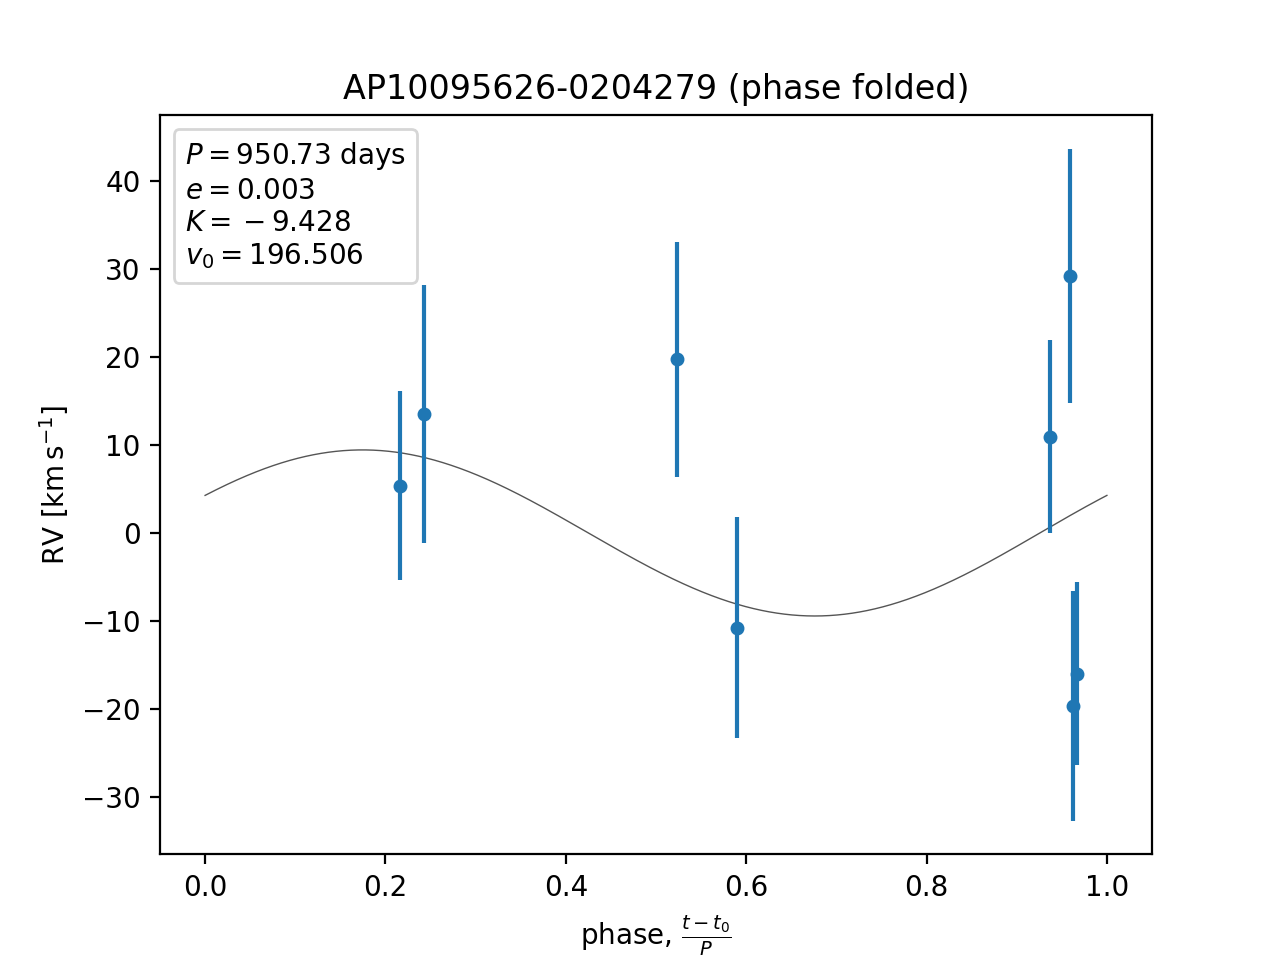 AP10095626-0204279 (phase folded)
P = 950.73 days
e = 0.003
K = −9.428
v₀ = 196.506
40
30
20
10
0
−10
−20
−30
RV [km s⁻¹]
0.0 0.2 0.4 0.6 0.8 1.0
phase, (t − t₀)/P